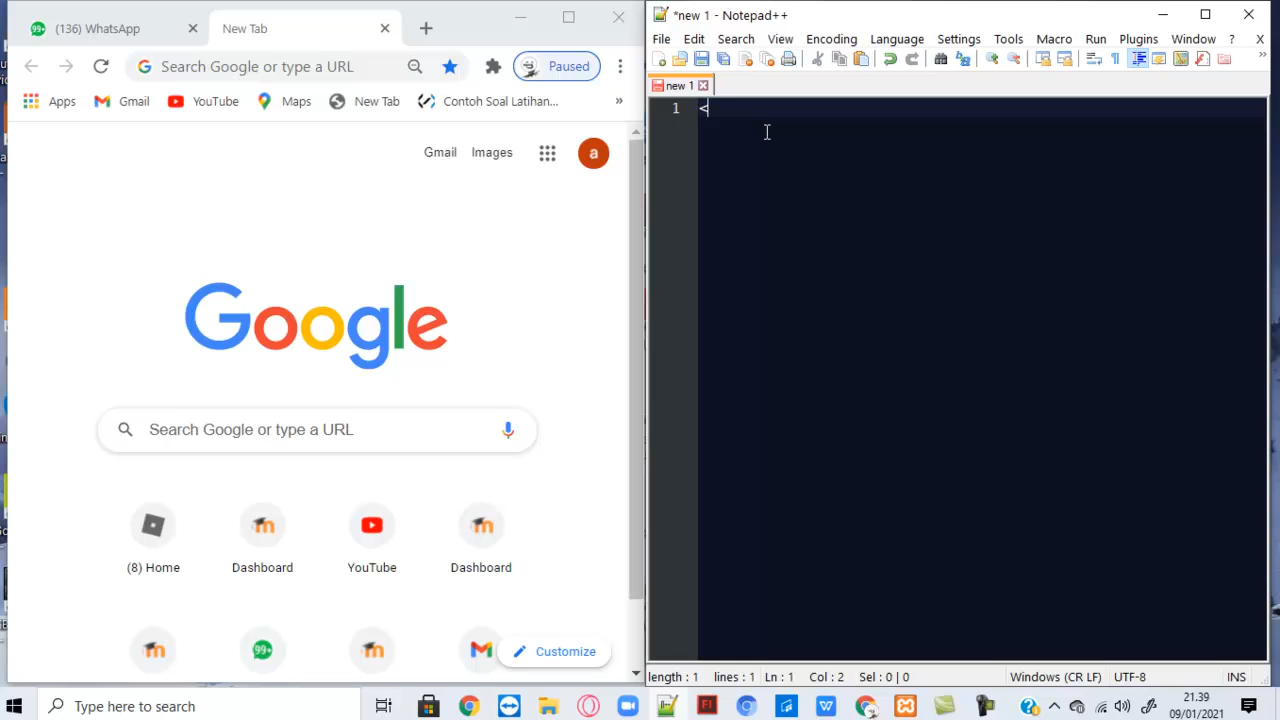 (136) WhatsApp
New Tab
Search Google or type a URL
Paused
Apps
Gmail
YouTube
Maps
New Tab
Contoh Soal Latihan...
»
Gmail
Images
a
Google
Search Google or type a URL
(8) Home
Dashboard
YouTube
Dashboard
99+
Customize
*new 1 - Notepad++
File Edit Search View Encoding Language Settings Tools Macro Run Plugins Window ? X
new 1
1 <
length : 1 lines : 1 Ln : 1 Col : 2 Sel : 0 | 0 Windows (CR LF) UTF-8 INS
Type here to search
21.39
09/01/2021